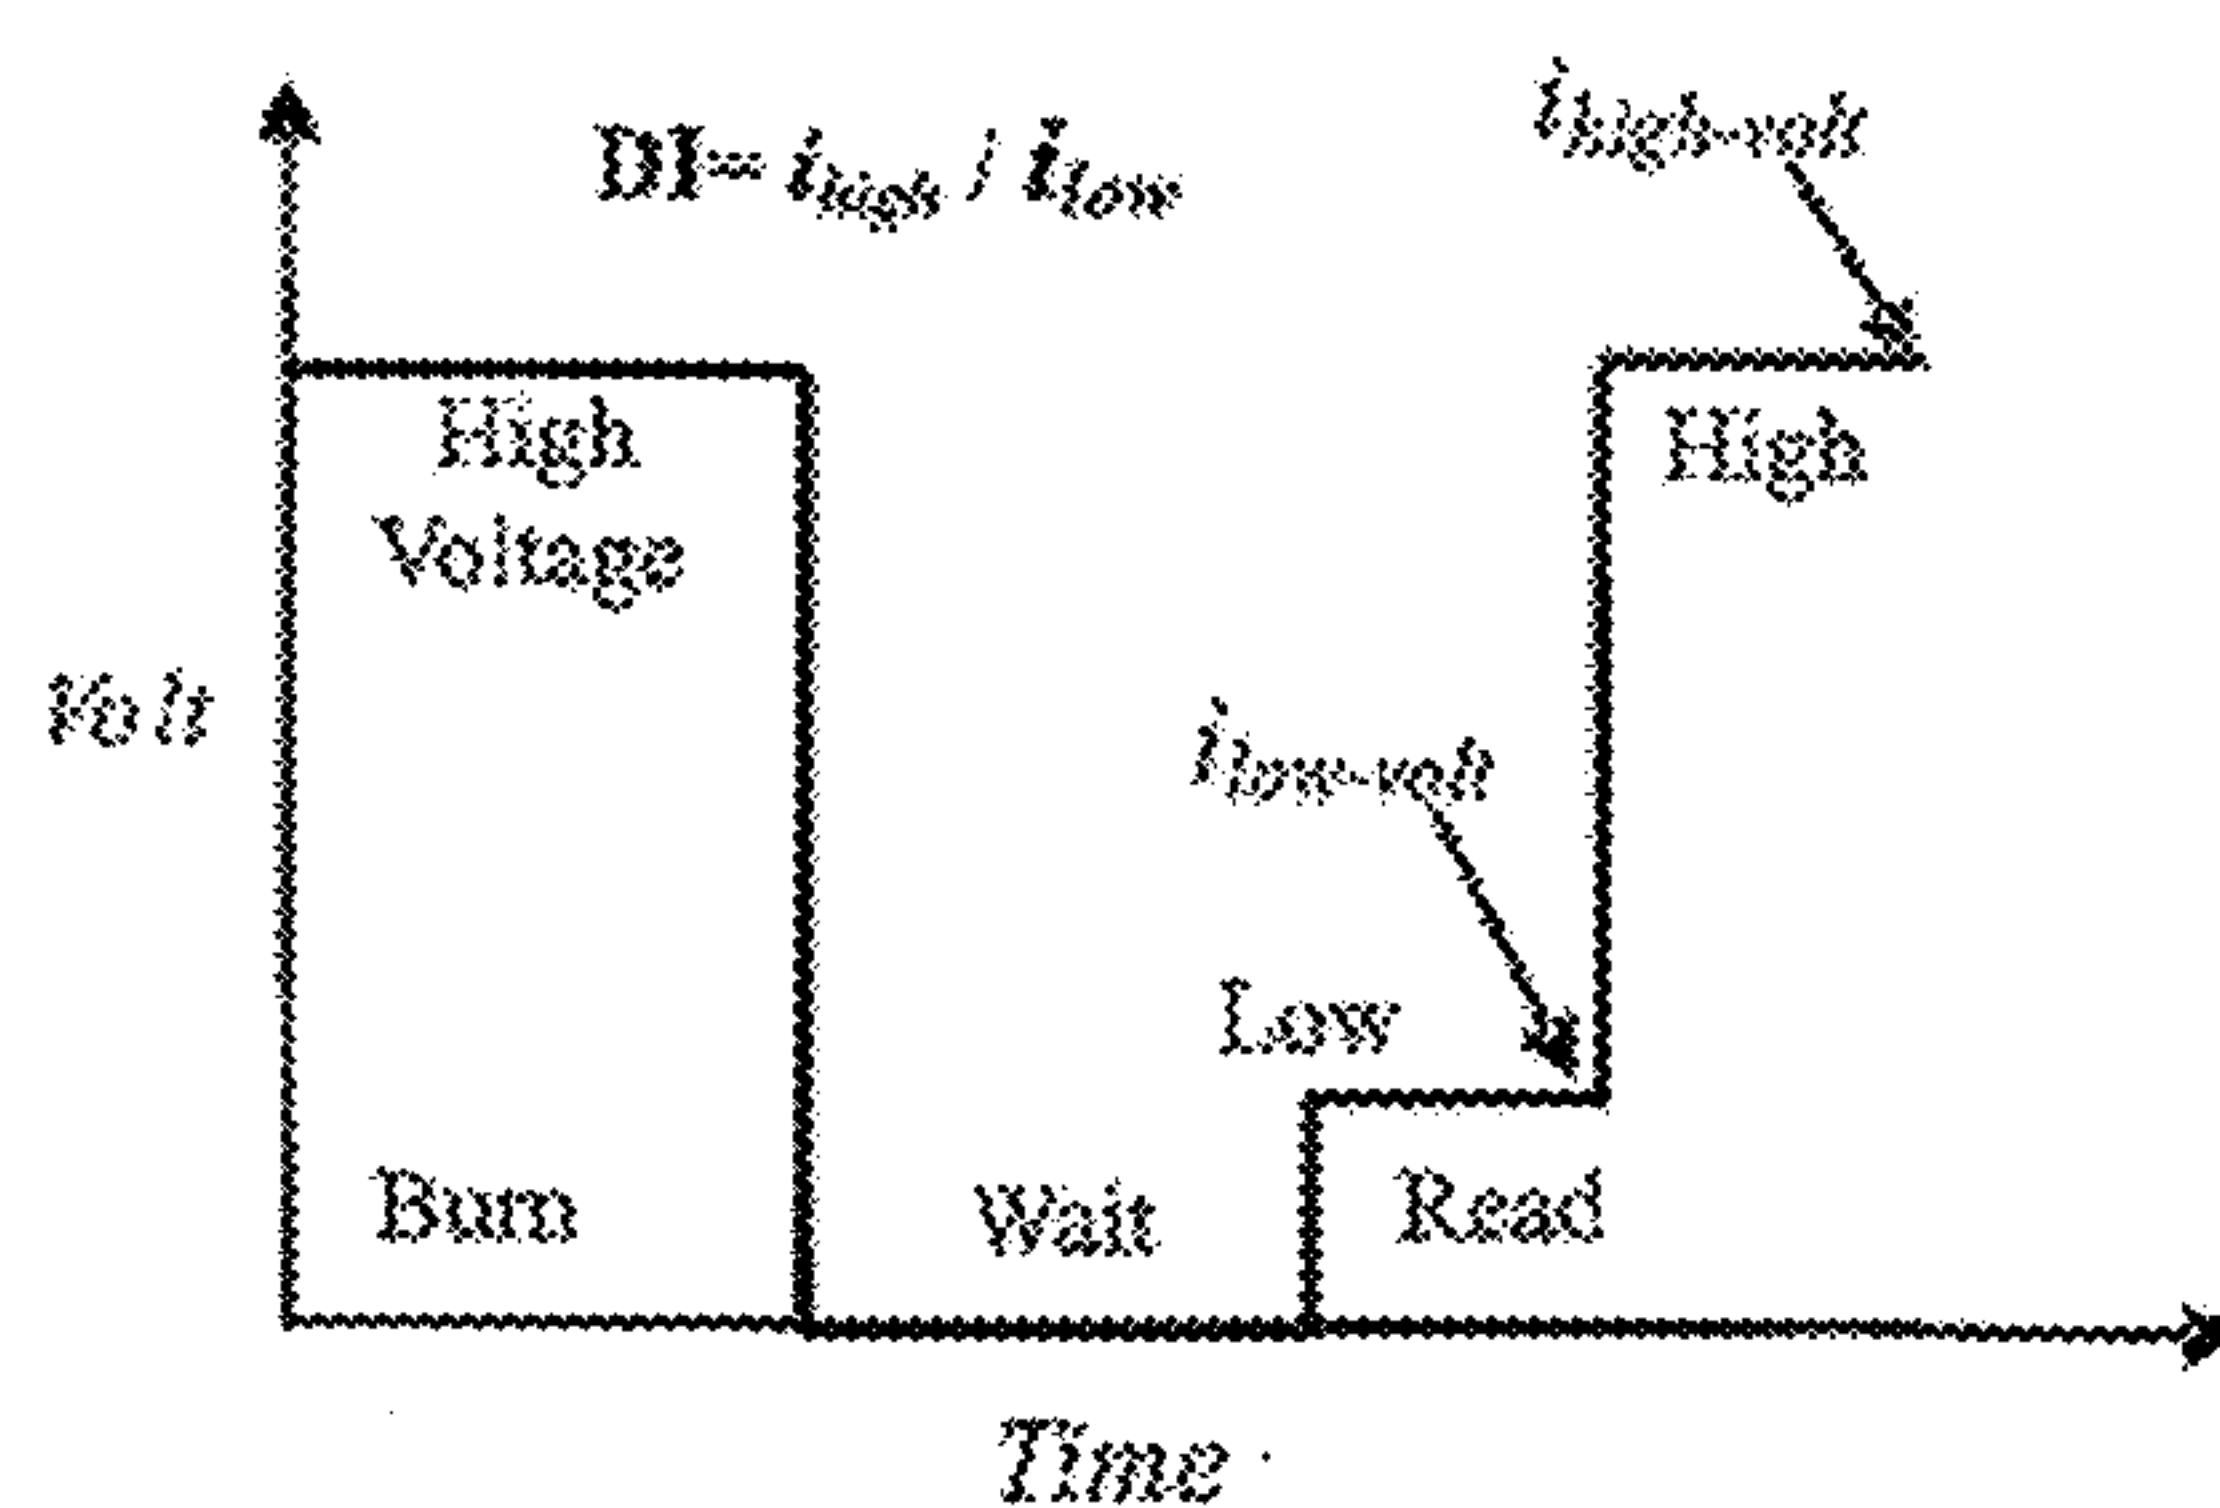 DI= i_high / i_low
i_high-volt
High
Voltage
High
Volt
i_low-volt
Low
Burn
Wait
Read
Time